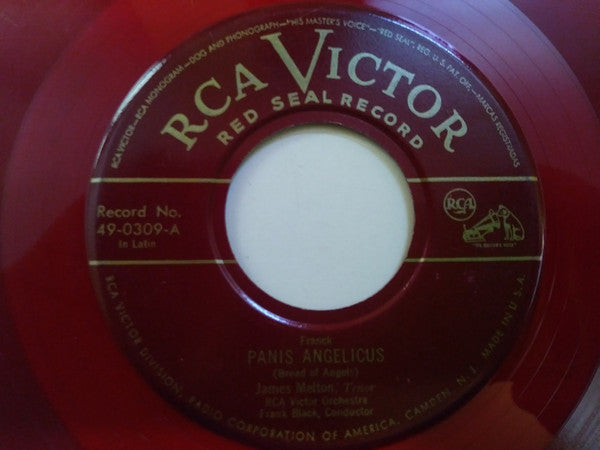 RCA VICTOR—RCA MONOGRAM—DOG AND PHONOGRAPH—"HIS MASTER'S VOICE"—"RED SEAL", REG. U.S. PAT. OFF.—MARCAS REGISTRADAS
RCA VICTOR
RED SEAL RECORD
Record No.
49-0309-A
In Latin
RCA
"HIS MASTER'S VOICE"
Franck
PANIS ANGELICUS
(Bread of Angels)
James Melton, Tenor
RCA Victor Orchestra
Frank Black, Conductor
RCA VICTOR DIVISION, RADIO CORPORATION OF AMERICA, CAMDEN, N. J. MADE IN U.S.A.